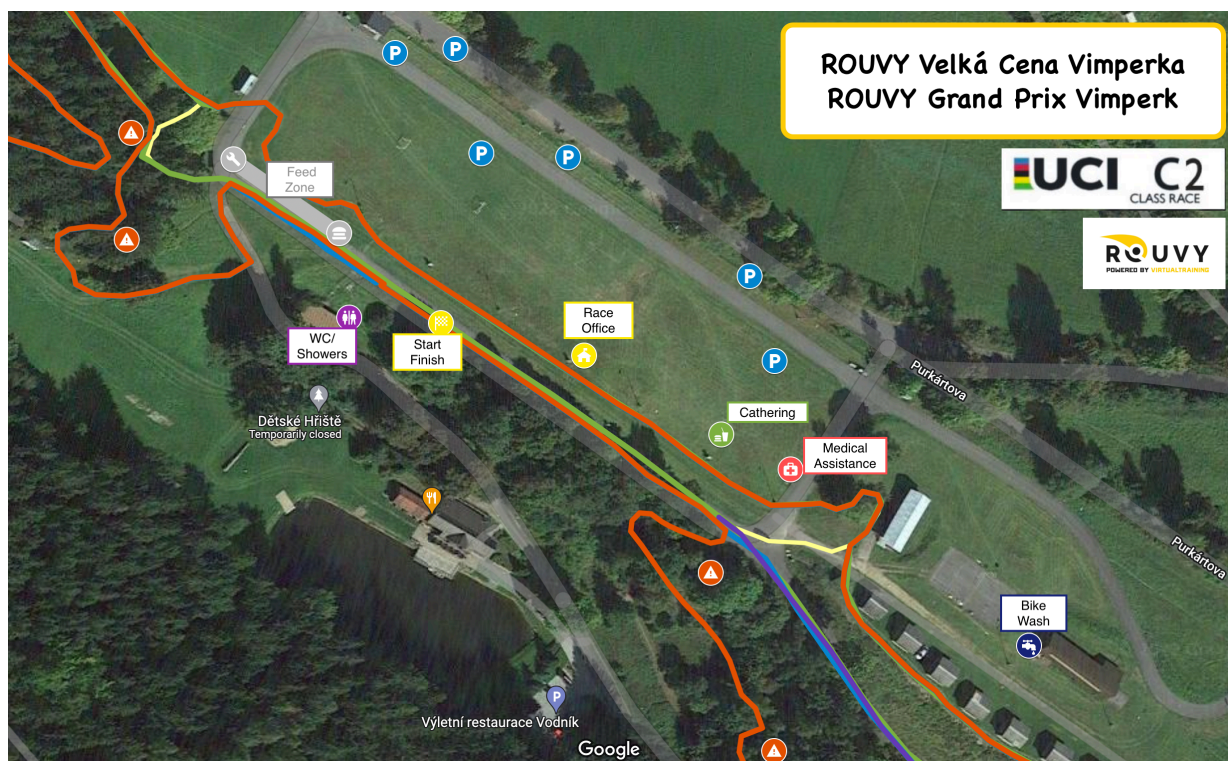 ROUVY Velká Cena Vimperka
ROUVY Grand Prix Vimperk
UCI C2
CLASS RACE
ROUVY
POWERED BY VIRTUALTRAINING
P
P
P
P
P
P
Feed
Zone
WC/
Showers
Start
Finish
Race
Office
Cathering
Medical
Assistance
Purkártova
Dětské Hřiště
Temporarily closed
Purkártova
Bike
Wash
P
Výletní restaurace Vodník
Google